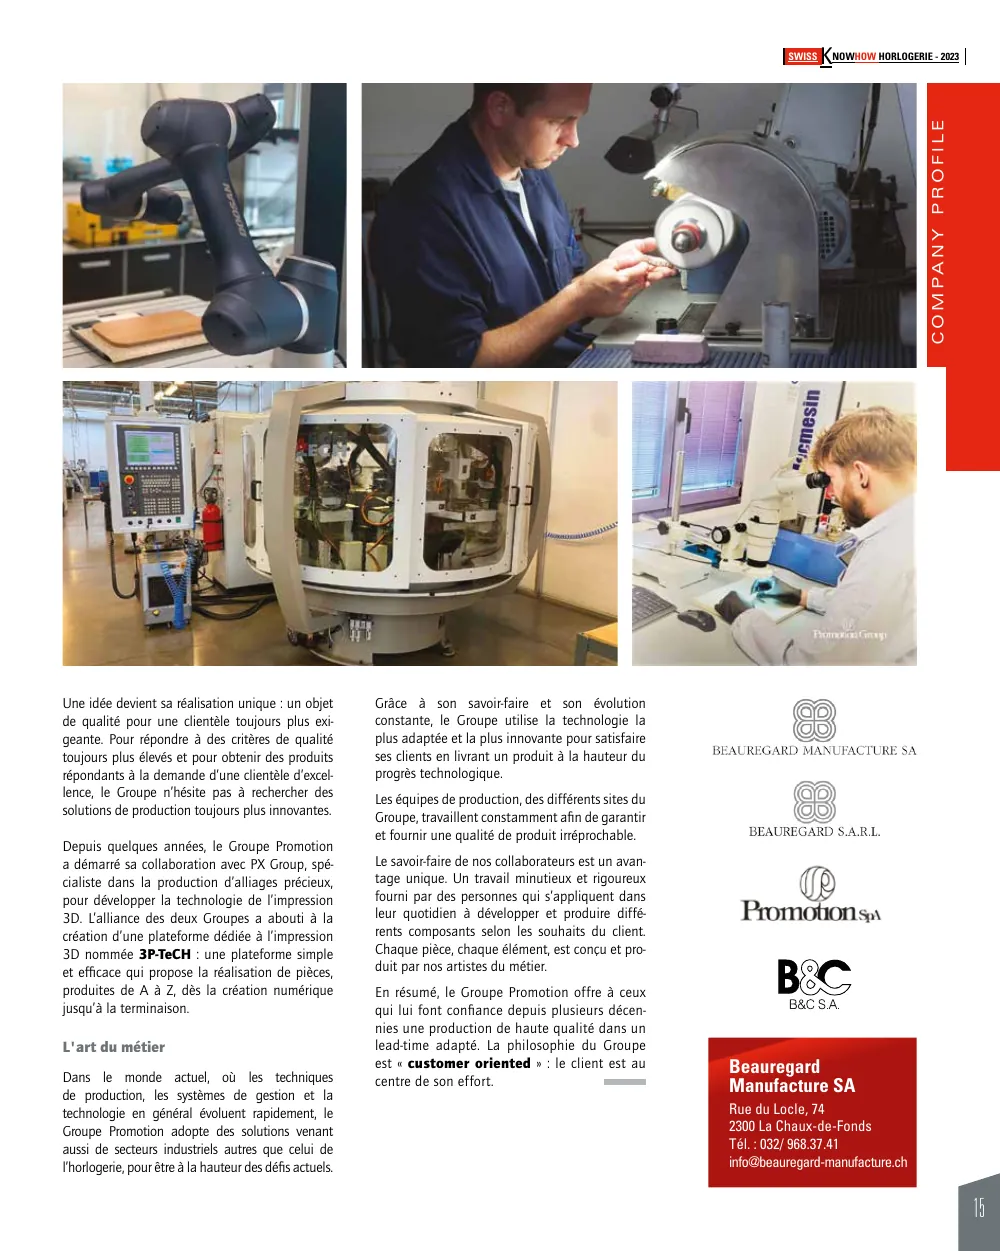 SWISS KNOWHOW HORLOGERIE - 2023
COMPANY PROFILE
DOOSAN
Promotion Group
Une idée devient sa réalisation unique : un objet
de qualité pour une clientèle toujours plus exi-
geante. Pour répondre à des critères de qualité
toujours plus élevés et pour obtenir des produits
répondants à la demande d’une clientèle d’excel-
lence, le Groupe n’hésite pas à rechercher des
solutions de production toujours plus innovantes.
Depuis quelques années, le Groupe Promotion
a démarré sa collaboration avec PX Group, spé-
cialiste dans la production d’alliages précieux,
pour développer la technologie de l’impression
3D. L’alliance des deux Groupes a abouti à la
création d’une plateforme dédiée à l’impression
3D nommée 3P-TeCH : une plateforme simple
et efficace qui propose la réalisation de pièces,
produites de A à Z, dès la création numérique
jusqu’à la terminaison.
L'art du métier
Dans le monde actuel, où les techniques
de production, les systèmes de gestion et la
technologie en général évoluent rapidement, le
Groupe Promotion adopte des solutions venant
aussi de secteurs industriels autres que celui de
l’horlogerie, pour être à la hauteur des défis actuels.
Grâce à son savoir-faire et son évolution
constante, le Groupe utilise la technologie la
plus adaptée et la plus innovante pour satisfaire
ses clients en livrant un produit à la hauteur du
progrès technologique.
Les équipes de production, des différents sites du
Groupe, travaillent constamment afin de garantir
et fournir une qualité de produit irréprochable.
Le savoir-faire de nos collaborateurs est un avan-
tage unique. Un travail minutieux et rigoureux
fourni par des personnes qui s’appliquent dans
leur quotidien à développer et produire diffé-
rents composants selon les souhaits du client.
Chaque pièce, chaque élément, est conçu et pro-
duit par nos artistes du métier.
En résumé, le Groupe Promotion offre à ceux
qui lui font confiance depuis plusieurs décen-
nies une production de haute qualité dans un
lead-time adapté. La philosophie du Groupe
est « customer oriented » : le client est au
centre de son effort.
BEAUREGARD MANUFACTURE SA
BEAUREGARD S.A.R.L.
Promotion SpA
B&C
B&C S.A.
Beauregard
Manufacture SA
Rue du Locle, 74
2300 La Chaux-de-Fonds
Tél. : 032/ 968.37.41
info@beauregard-manufacture.ch
15